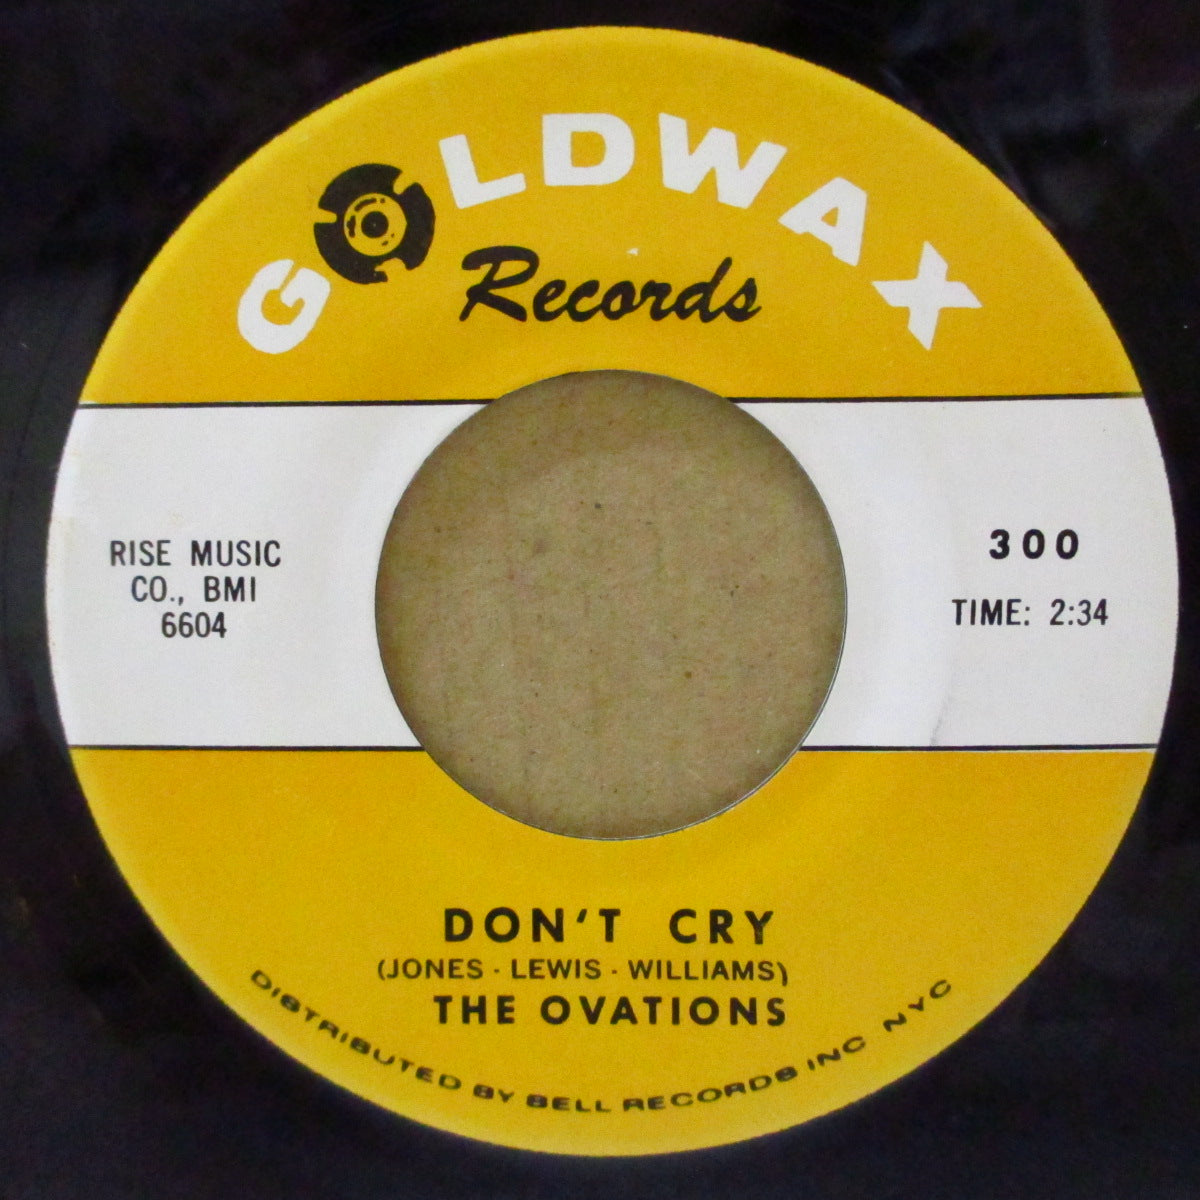 GOLDWAX
Records
RISE MUSIC
CO., BMI
6604
300
TIME: 2:34
DON'T CRY
(JONES · LEWIS · WILLIAMS)
THE OVATIONS
DISTRIBUTED BY BELL RECORDS INC NYC